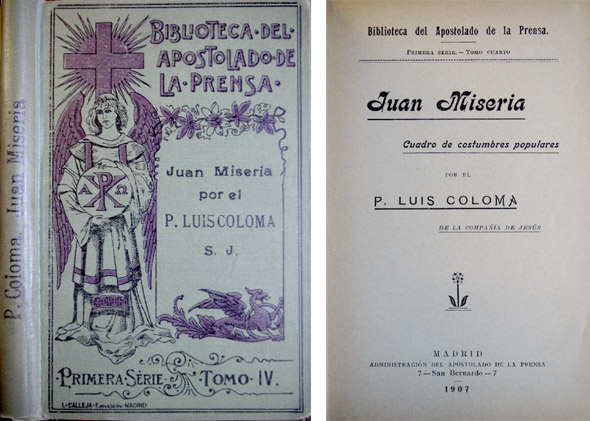 P. Coloma. Juan Miseria
BIBLIOTECA·DEL·
APOSTOLADO·DE
LA·PRENSA·
Juan Miseria
por el
P. LUIS COLOMA
S. J.
Α Ω
·PRIMERA·SÉRIE·TOMO IV.
MADRID
Biblioteca del Apostolado de la Prensa.
PRIMERA SERIE. — TOMO CUARTO
Juan Miseria
Cuadro de costumbres populares
POR EL
P. LUIS COLOMA
DE LA COMPAÑÍA DE JESÚS
MADRID
ADMINISTRACIÓN DEL APOSTOLADO DE LA PRENSA
7 — San Bernardo — 7
1907